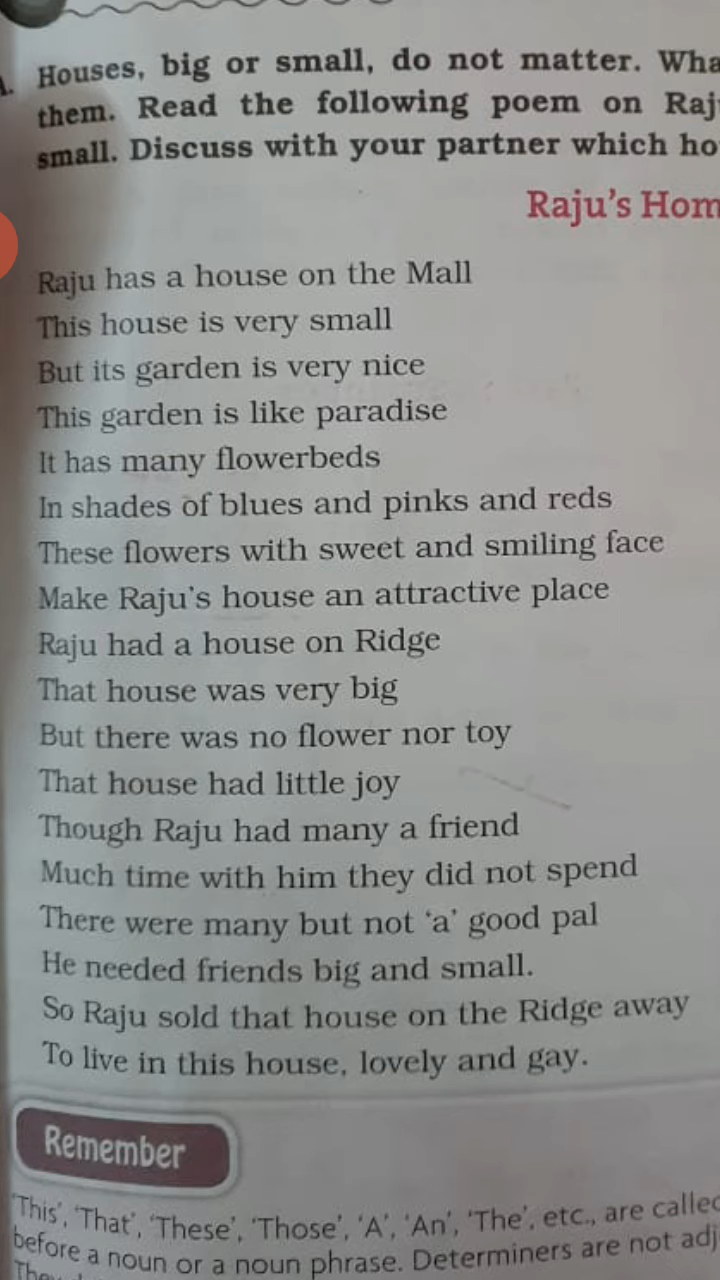 Houses, big or small, do not matter.
them. Read the following poem on
small. Discuss with your partner which
Raju's
Raju has a house on the Mall
This house is very small
But its garden is very nice
This garden is like paradise
It has many flowerbeds
In shades of blues and pinks and reds
These flowers with sweet and smiling face
Make Raju's house an attractive place
Raju had a house on Ridge
That house was very big
But there was no flower nor toy
That house had little joy
Though Raju had many a friend
Much time with him they did not spend
There were many but not 'a' good pal
He needed friends big and small.
So Raju sold that house on the Ridge away
To live in this house, lovely and gay.
Remember
'This', 'That', 'These', 'Those', 'A', 'An', 'The', etc., are called
before a noun or a noun phrase. Determiners are not